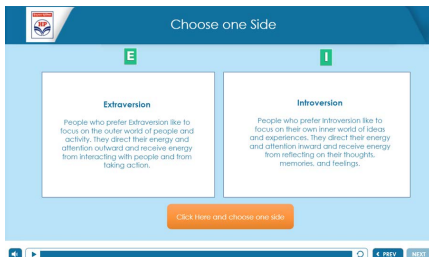 HP
Choose one Side
E
I
Extraversion
People who prefer Extraversion like to
focus on the outer world of people and
activity. They direct their energy and
attention outward and receive energy
from interacting with people and from
taking action.
Introversion
People who prefer Introversion like to
focus on their own inner world of ideas
and experiences. They direct their energy
and attention inward and receive energy
from reflecting on their thoughts,
memories, and feelings.
Click Here and choose one side
< PREV
NEXT